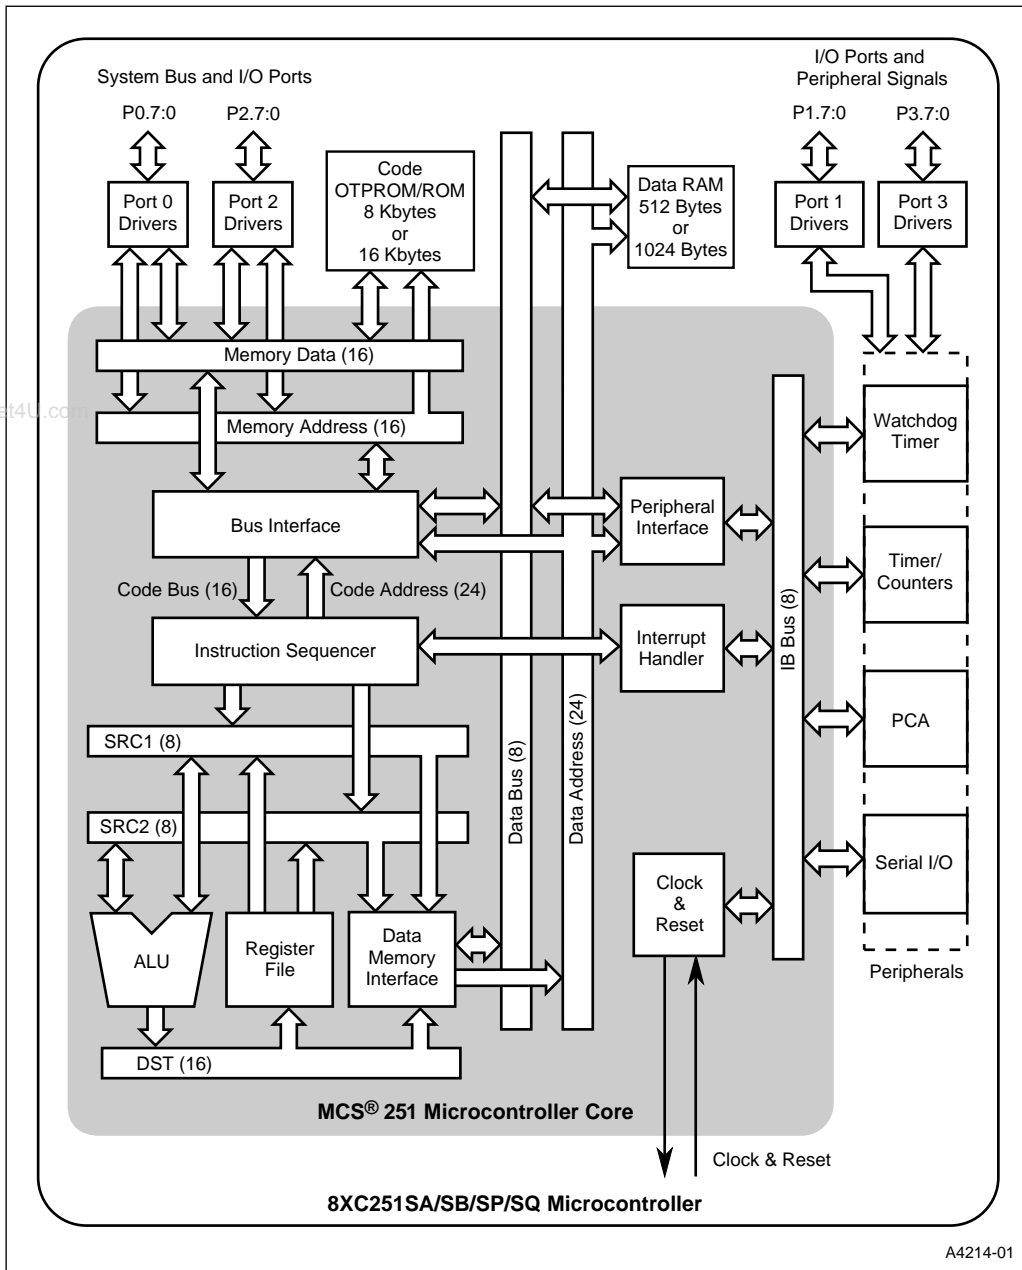 System Bus and I/O Ports
I/O Ports and
Peripheral Signals
P0.7:0
P2.7:0
P1.7:0
P3.7:0
Port 0
Drivers
Port 2
Drivers
Code
OTPROM/ROM
8 Kbytes
or
16 Kbytes
Data RAM
512 Bytes
or
1024 Bytes
Port 1
Drivers
Port 3
Drivers
Memory Data (16)
Memory Address (16)
et4U.com
Bus Interface
Peripheral
Interface
Watchdog
Timer
Code Bus (16)
Code Address (24)
Timer/
Counters
Instruction Sequencer
Interrupt
Handler
IB Bus (8)
SRC1 (8)
SRC2 (8)
Data Bus (8)
Data Address (24)
PCA
ALU
Register
File
Data
Memory
Interface
Clock
&
Reset
Serial I/O
Peripherals
DST (16)
MCS® 251 Microcontroller Core
Clock & Reset
8XC251SA/SB/SP/SQ Microcontroller
A4214-01